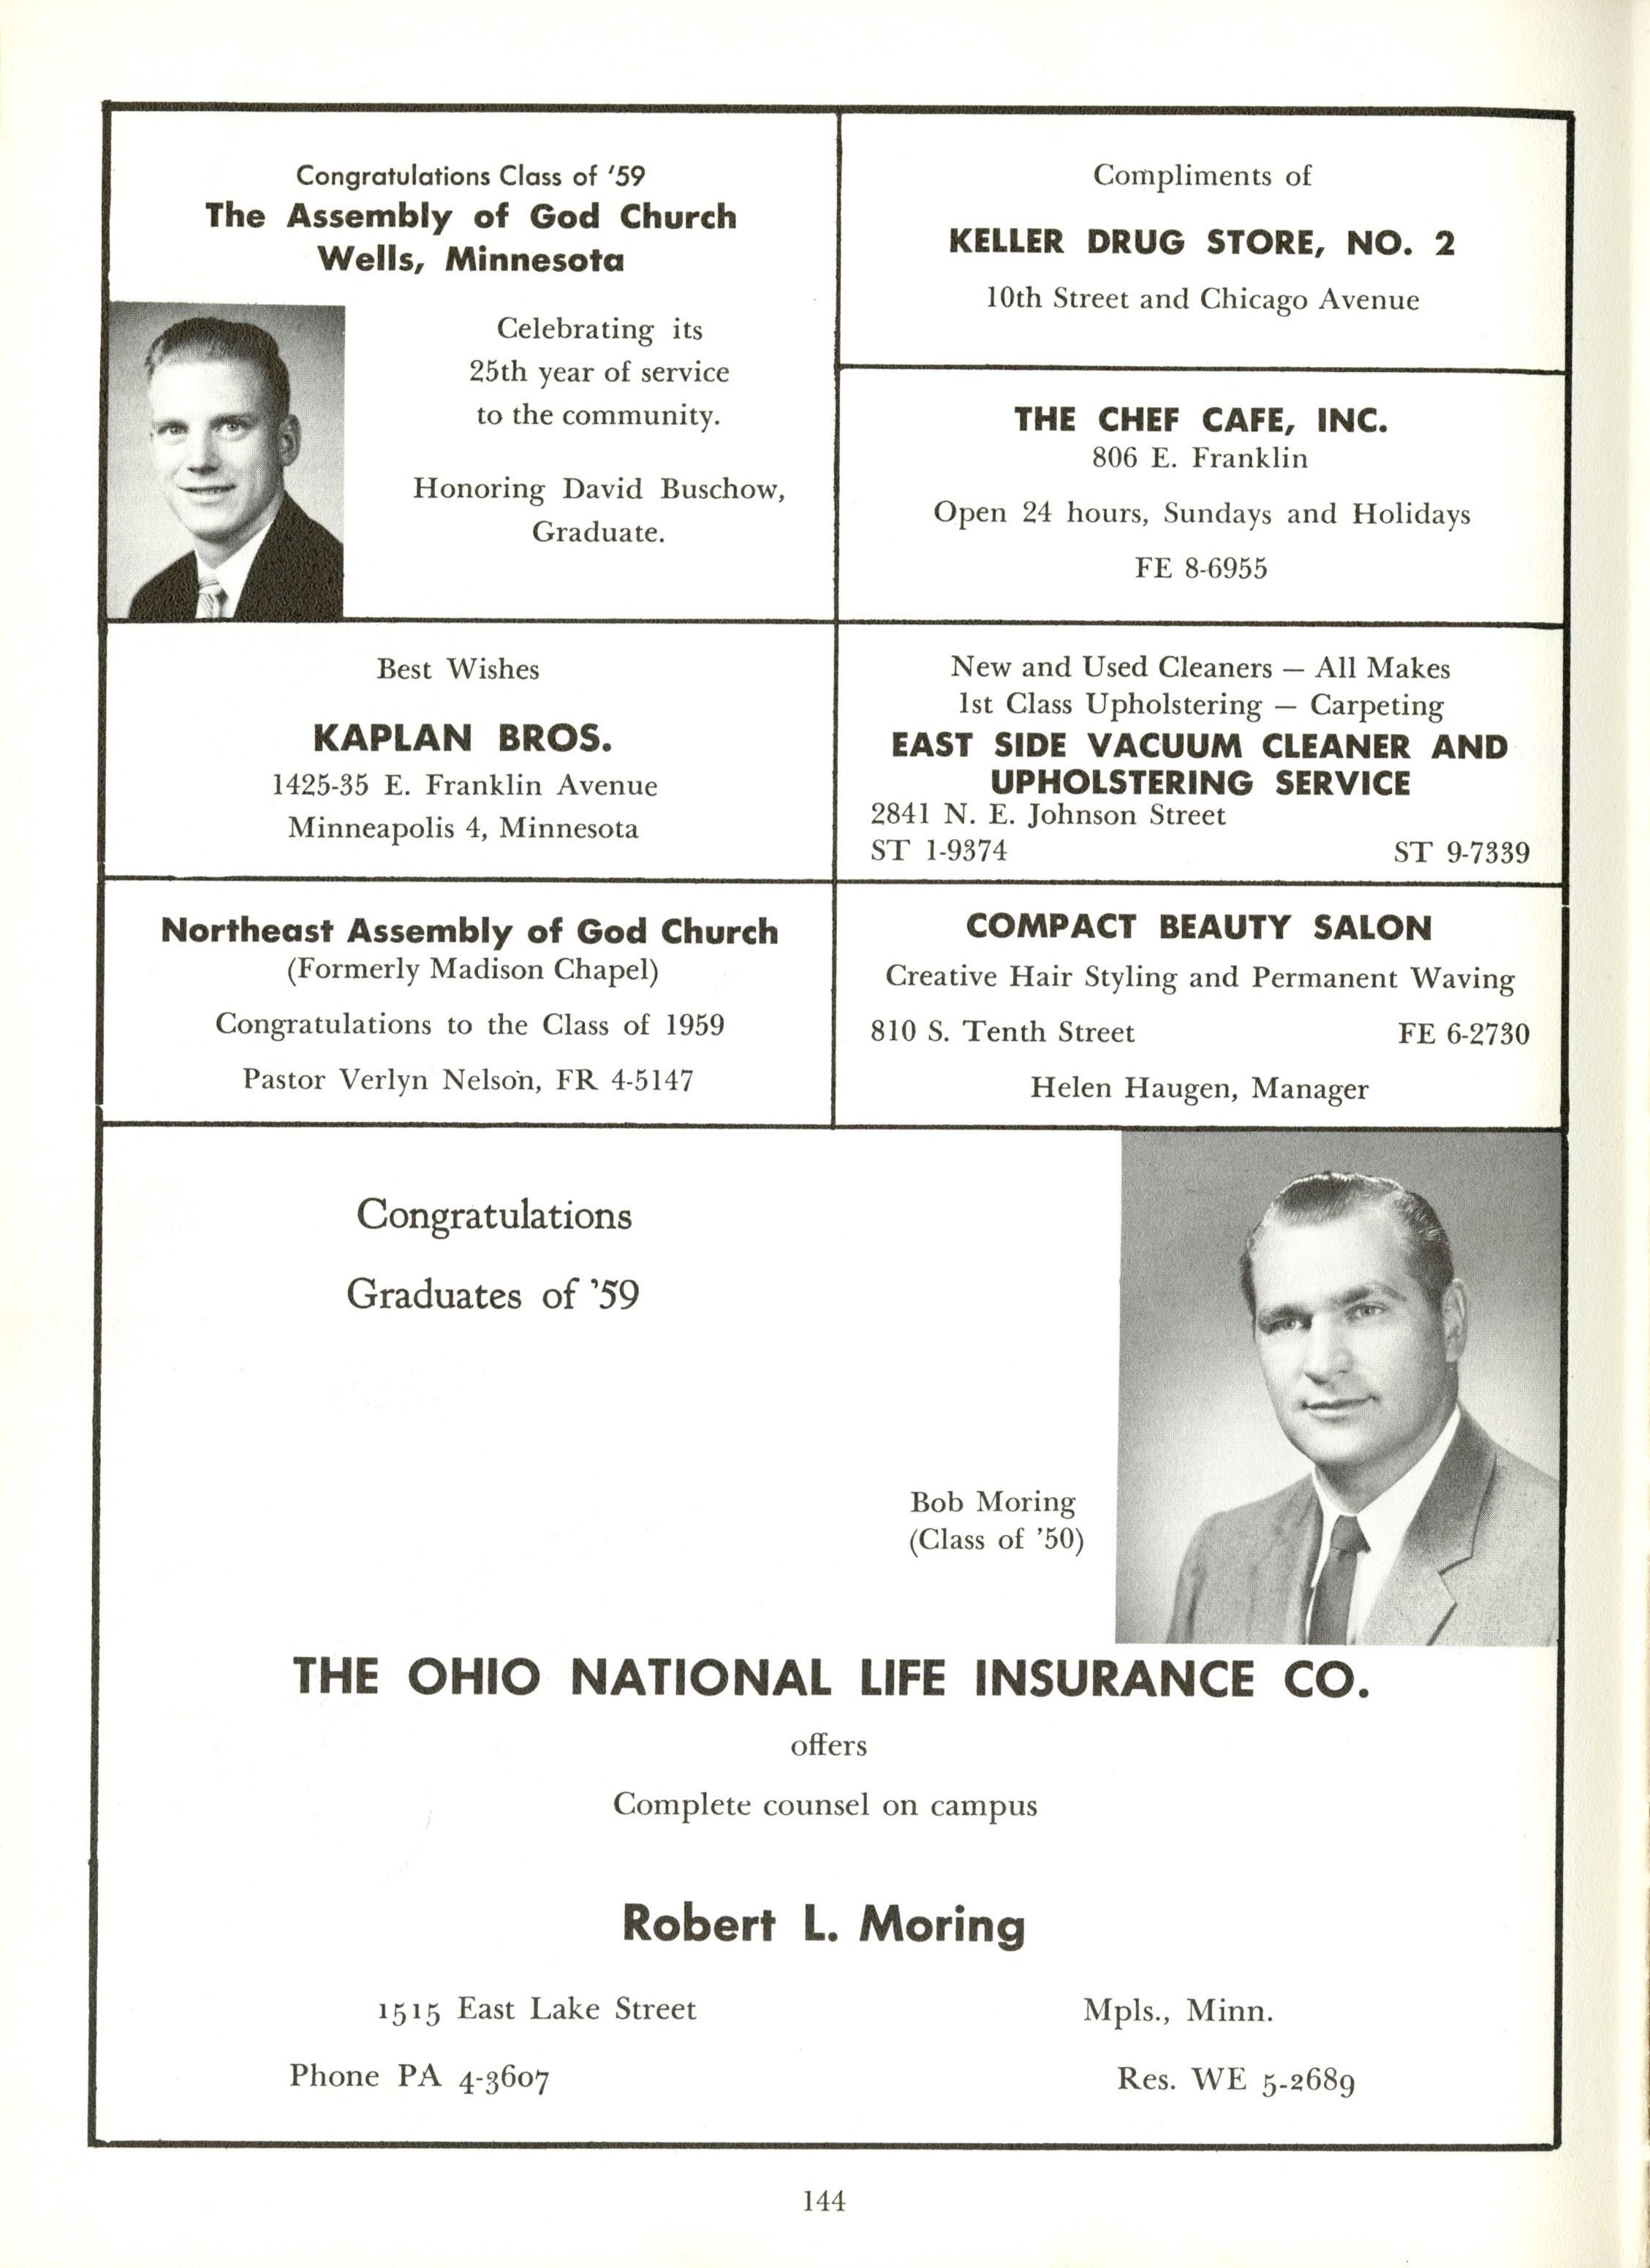 Congratulations Class of '59
The Assembly of God Church
Wells, Minnesota
Celebrating its
25th year of service
to the community.
Honoring David Buschow,
Graduate.
Compliments of
KELLER DRUG STORE, NO. 2
10th Street and Chicago Avenue
THE CHEF CAFE, INC.
806 E. Franklin
Open 24 hours, Sundays and Holidays
FE 8-6955
Best Wishes
KAPLAN BROS.
1425-35 E. Franklin Avenue
Minneapolis 4, Minnesota
New and Used Cleaners — All Makes
1st Class Upholstering — Carpeting
EAST SIDE VACUUM CLEANER AND
UPHOLSTERING SERVICE
2841 N. E. Johnson Street
ST 1-9374 ST 9-7339
Northeast Assembly of God Church
(Formerly Madison Chapel)
Congratulations to the Class of 1959
Pastor Verlyn Nelson, FR 4-5147
COMPACT BEAUTY SALON
Creative Hair Styling and Permanent Waving
810 S. Tenth Street FE 6-2730
Helen Haugen, Manager
Congratulations
Graduates of '59
Bob Moring
(Class of '50)
THE OHIO NATIONAL LIFE INSURANCE CO.
offers
Complete counsel on campus
Robert L. Moring
1515 East Lake Street Mpls., Minn.
Phone PA 4-3607 Res. WE 5-2689
144